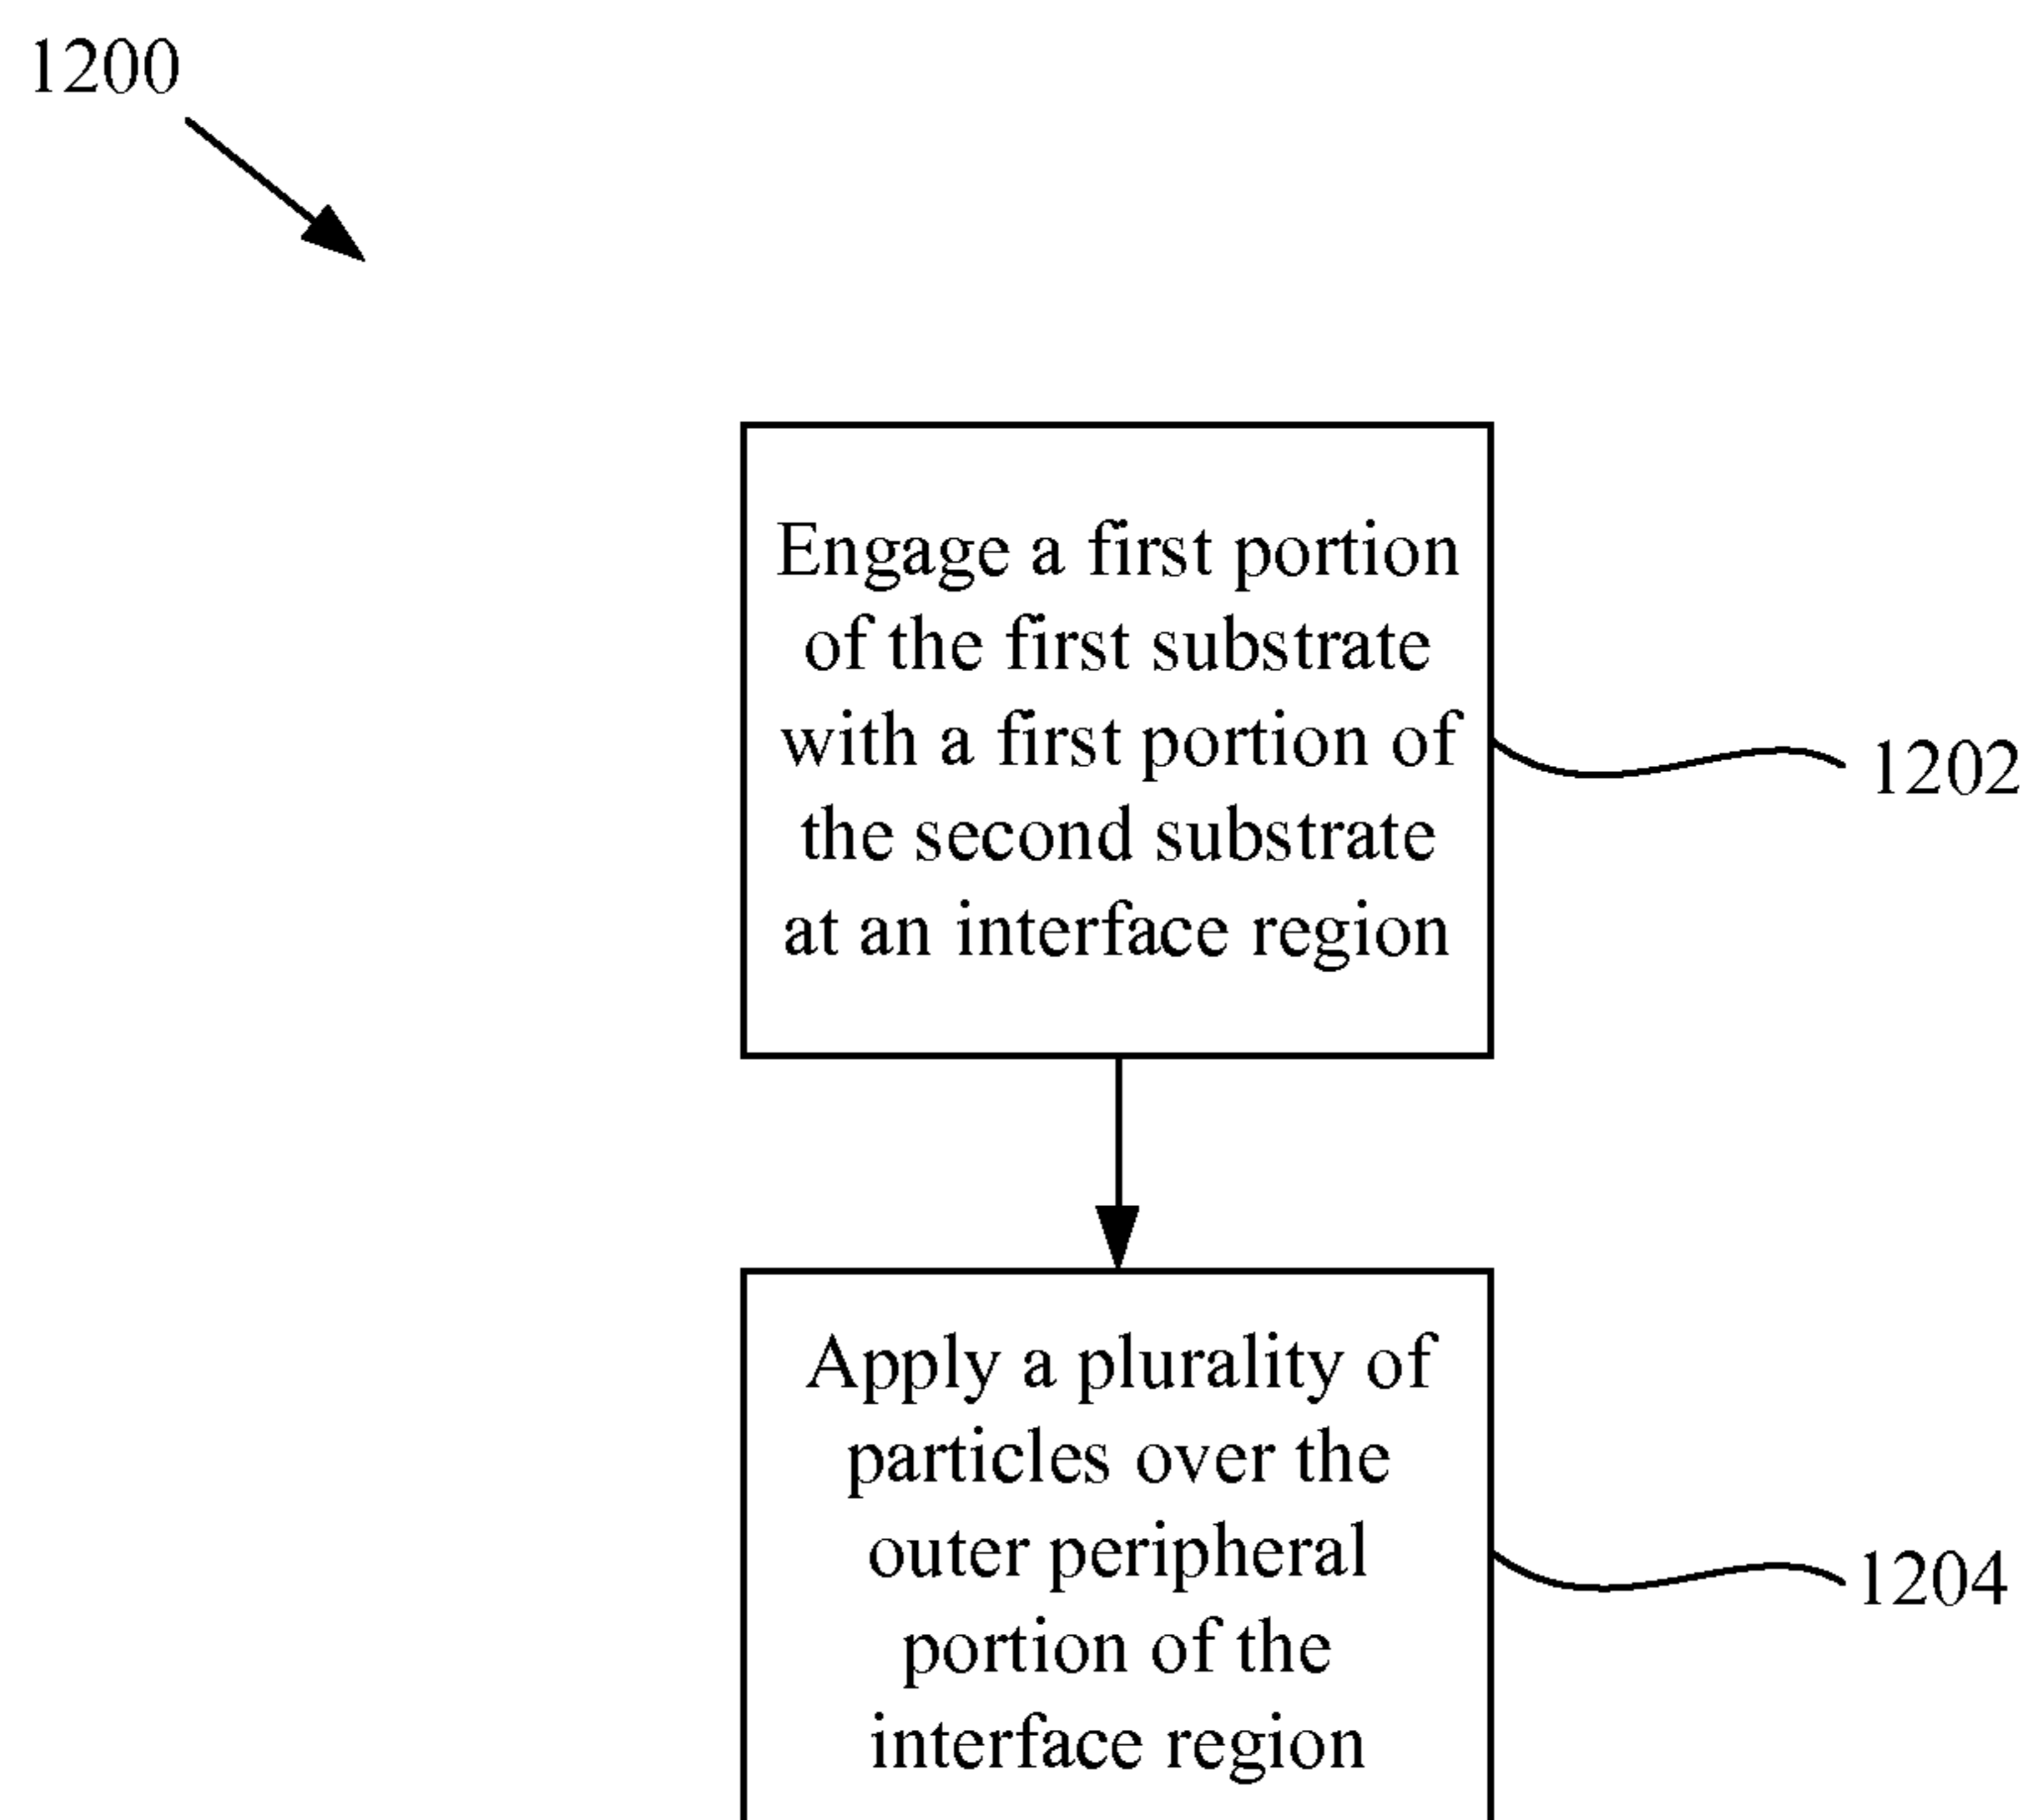 1200
Engage a first portion
of the first substrate
with a first portion of
the second substrate
at an interface region
1202
Apply a plurality of
particles over the
outer peripheral
portion of the
interface region
1204